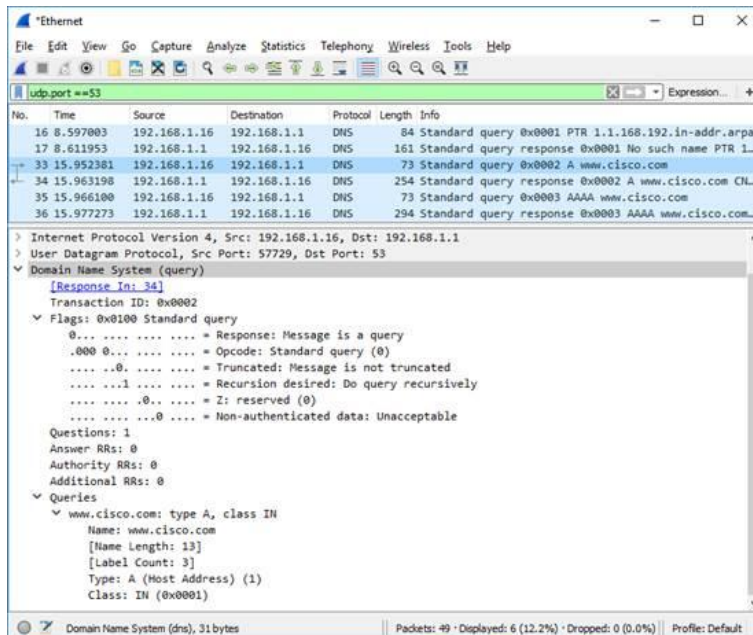 *Ethernet
File Edit View Go Capture Analyze Statistics Telephony Wireless Tools Help
udp.port ==53 Expression... +
No. Time Source Destination Protocol Length Info
16 8.597003 192.168.1.16 192.168.1.1 DNS 84 Standard query 0x0001 PTR 1.1.168.192.in-addr.arpa
17 8.611953 192.168.1.1 192.168.1.16 DNS 161 Standard query response 0x0001 No such name PTR 1...
33 15.952381 192.168.1.16 192.168.1.1 DNS 73 Standard query 0x0002 A www.cisco.com
34 15.963198 192.168.1.1 192.168.1.16 DNS 254 Standard query response 0x0002 A www.cisco.com CN...
35 15.966100 192.168.1.16 192.168.1.1 DNS 73 Standard query 0x0003 AAAA www.cisco.com
36 15.977273 192.168.1.1 192.168.1.16 DNS 294 Standard query response 0x0003 AAAA www.cisco.com...
Internet Protocol Version 4, Src: 192.168.1.16, Dst: 192.168.1.1
User Datagram Protocol, Src Port: 57729, Dst Port: 53
Domain Name System (query)
[Response In: 34]
Transaction ID: 0x0002
Flags: 0x0100 Standard query
0... .... .... .... = Response: Message is a query
.000 0... .... .... = Opcode: Standard query (0)
.... ..0. .... .... = Truncated: Message is not truncated
.... ...1 .... .... = Recursion desired: Do query recursively
.... .... .0.. .... = Z: reserved (0)
.... .... ...0 .... = Non-authenticated data: Unacceptable
Questions: 1
Answer RRs: 0
Authority RRs: 0
Additional RRs: 0
Queries
www.cisco.com: type A, class IN
Name: www.cisco.com
[Name Length: 13]
[Label Count: 3]
Type: A (Host Address) (1)
Class: IN (0x0001)
Domain Name System (dns), 31 bytes Packets: 49 · Displayed: 6 (12.2%) · Dropped: 0 (0.0%) Profile: Default